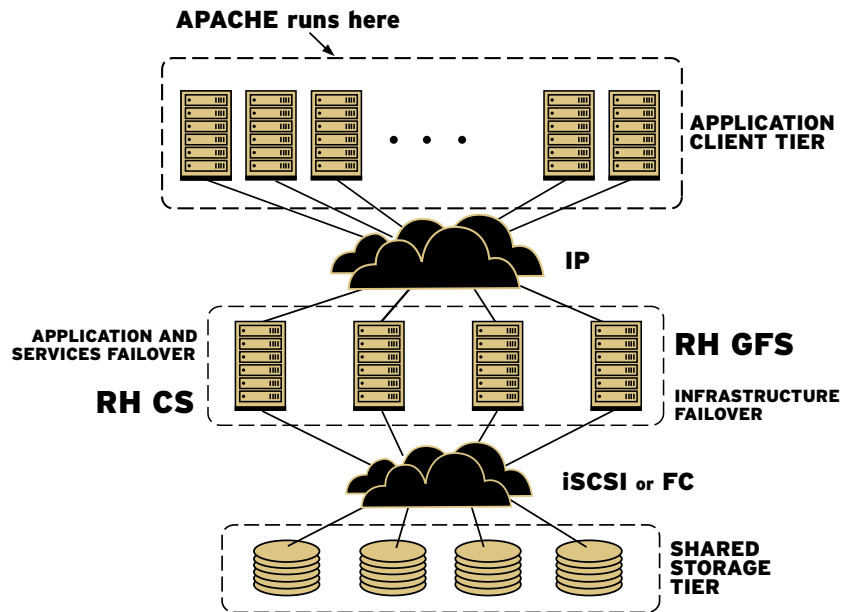 APACHE runs here
APPLICATION
CLIENT TIER
IP
APPLICATION AND
SERVICES FAILOVER
RH CS
RH GFS
INFRASTRUCTURE
FAILOVER
iSCSI or FC
SHARED
STORAGE
TIER